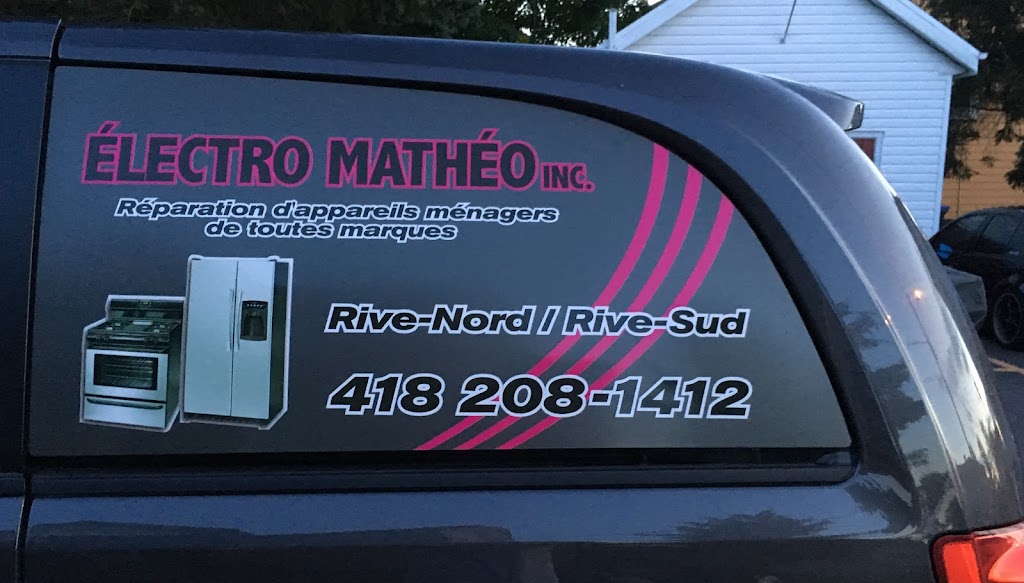 ÉLECTRO MATHÉO INC.
Réparation d'appareils ménagers
de toutes marques
Rive-Nord / Rive-Sud
418 208-1412